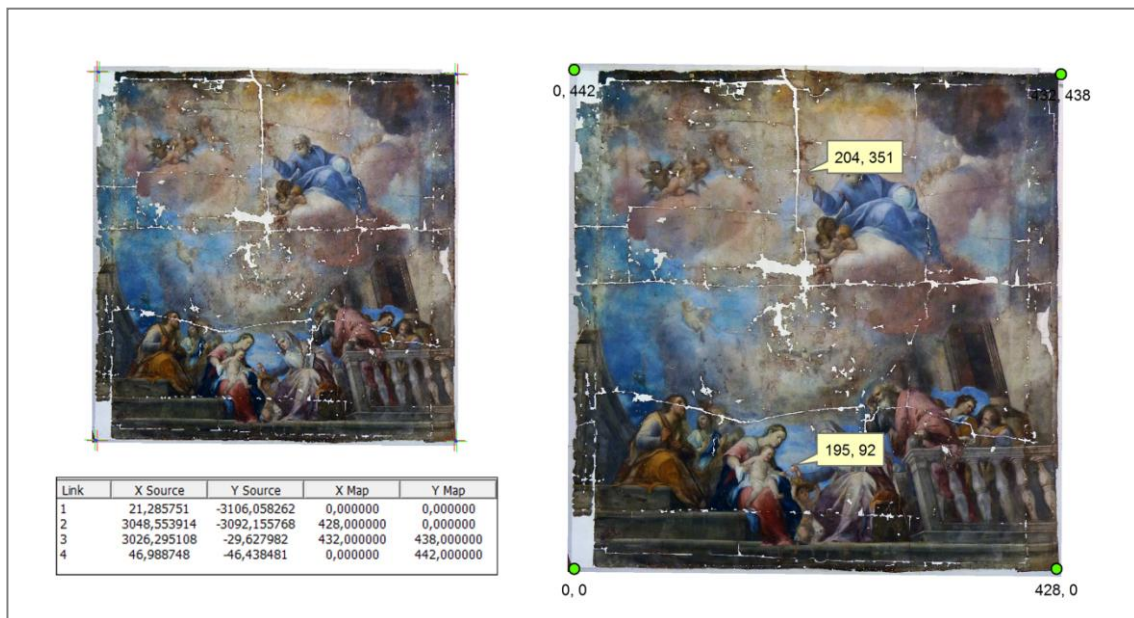 Link X Source Y Source X Map Y Map
1 21,285751 -3106,058262 0,000000 0,000000
2 3048,553914 -3092,155768 428,000000 0,000000
3 3026,295108 -29,627982 432,000000 438,000000
4 46,988748 -46,438481 0,000000 442,000000
0, 442
432, 438
204, 351
195, 92
0, 0
428, 0